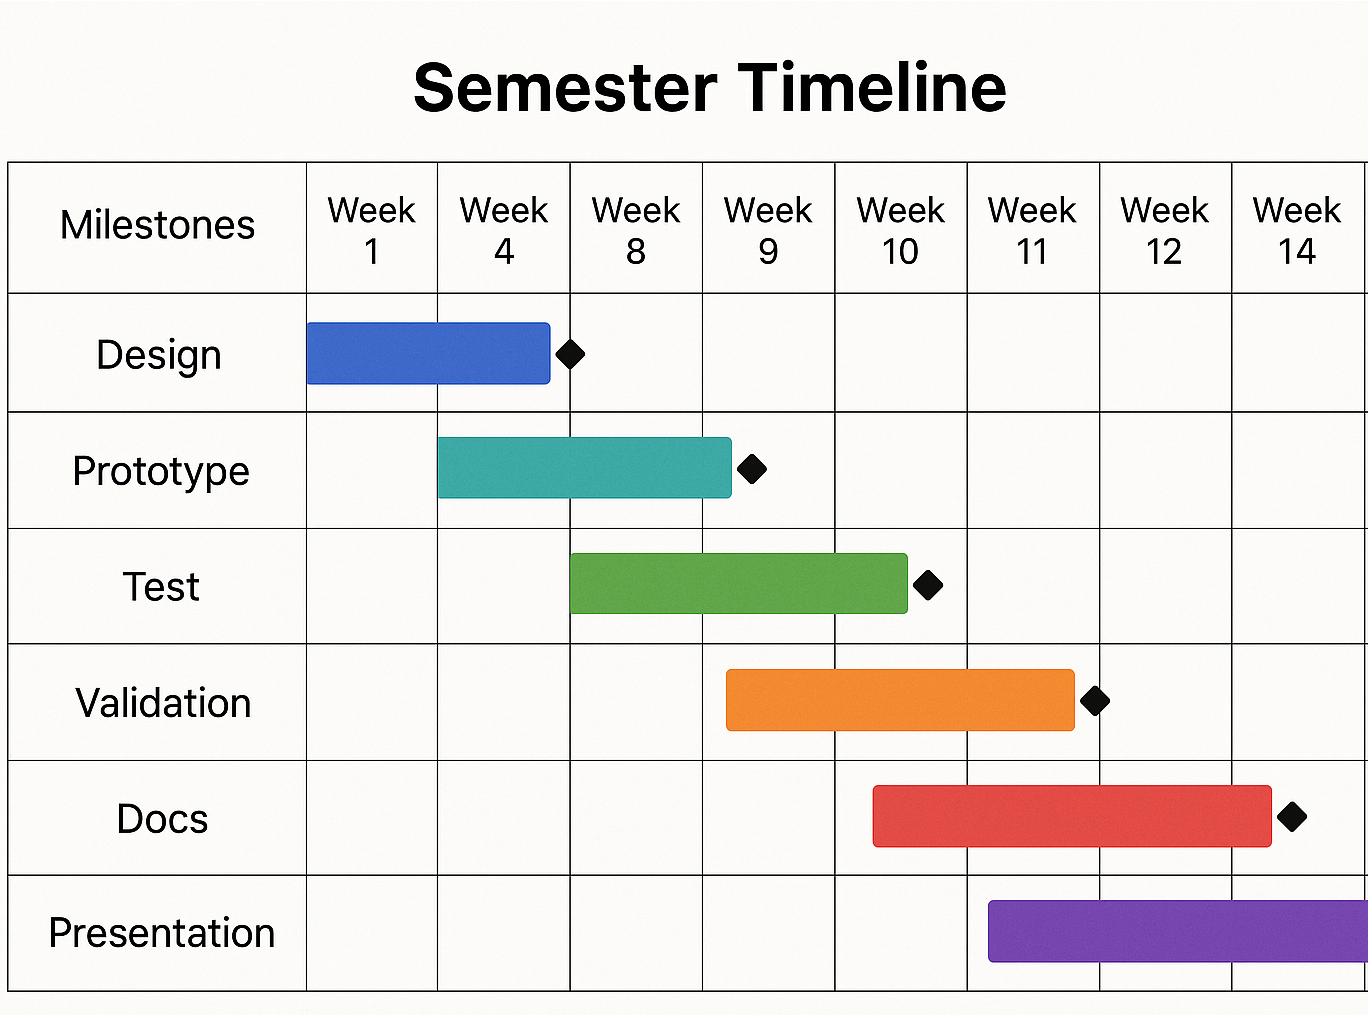 Semester Timeline
Milestones
Week
1
Week
4
Week
8
Week
9
Week
10
Week
11
Week
12
Week
14
Design
Prototype
Test
Validation
Docs
Presentation